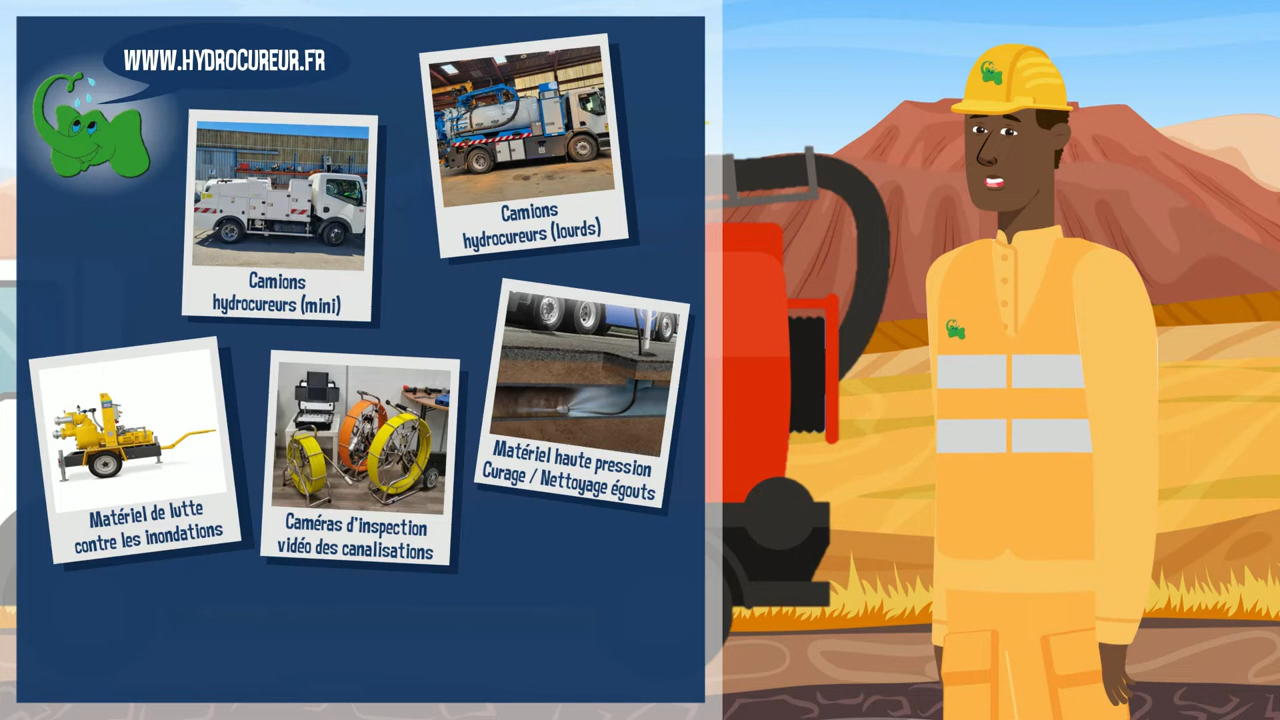 WWW.HYDROCUREUR.FR
Camions
hydrocureurs (mini)
Camions
hydrocureurs (lourds)
Matériel de lutte
contre les inondations
Caméras d'inspection
vidéo des canalisations
Matériel haute pression
Curage / Nettoyage égouts